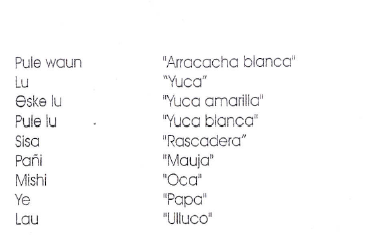 Pule waun "Arracacha blanca"
Lu "Yuca"
Ɵske lu "Yuca amarilla"
Pule lu "Yuca blanca"
Sisa "Rascadera"
Pañi "Mauja"
Mishi "Oca"
Ye "Papa"
Lau "Ulluco"